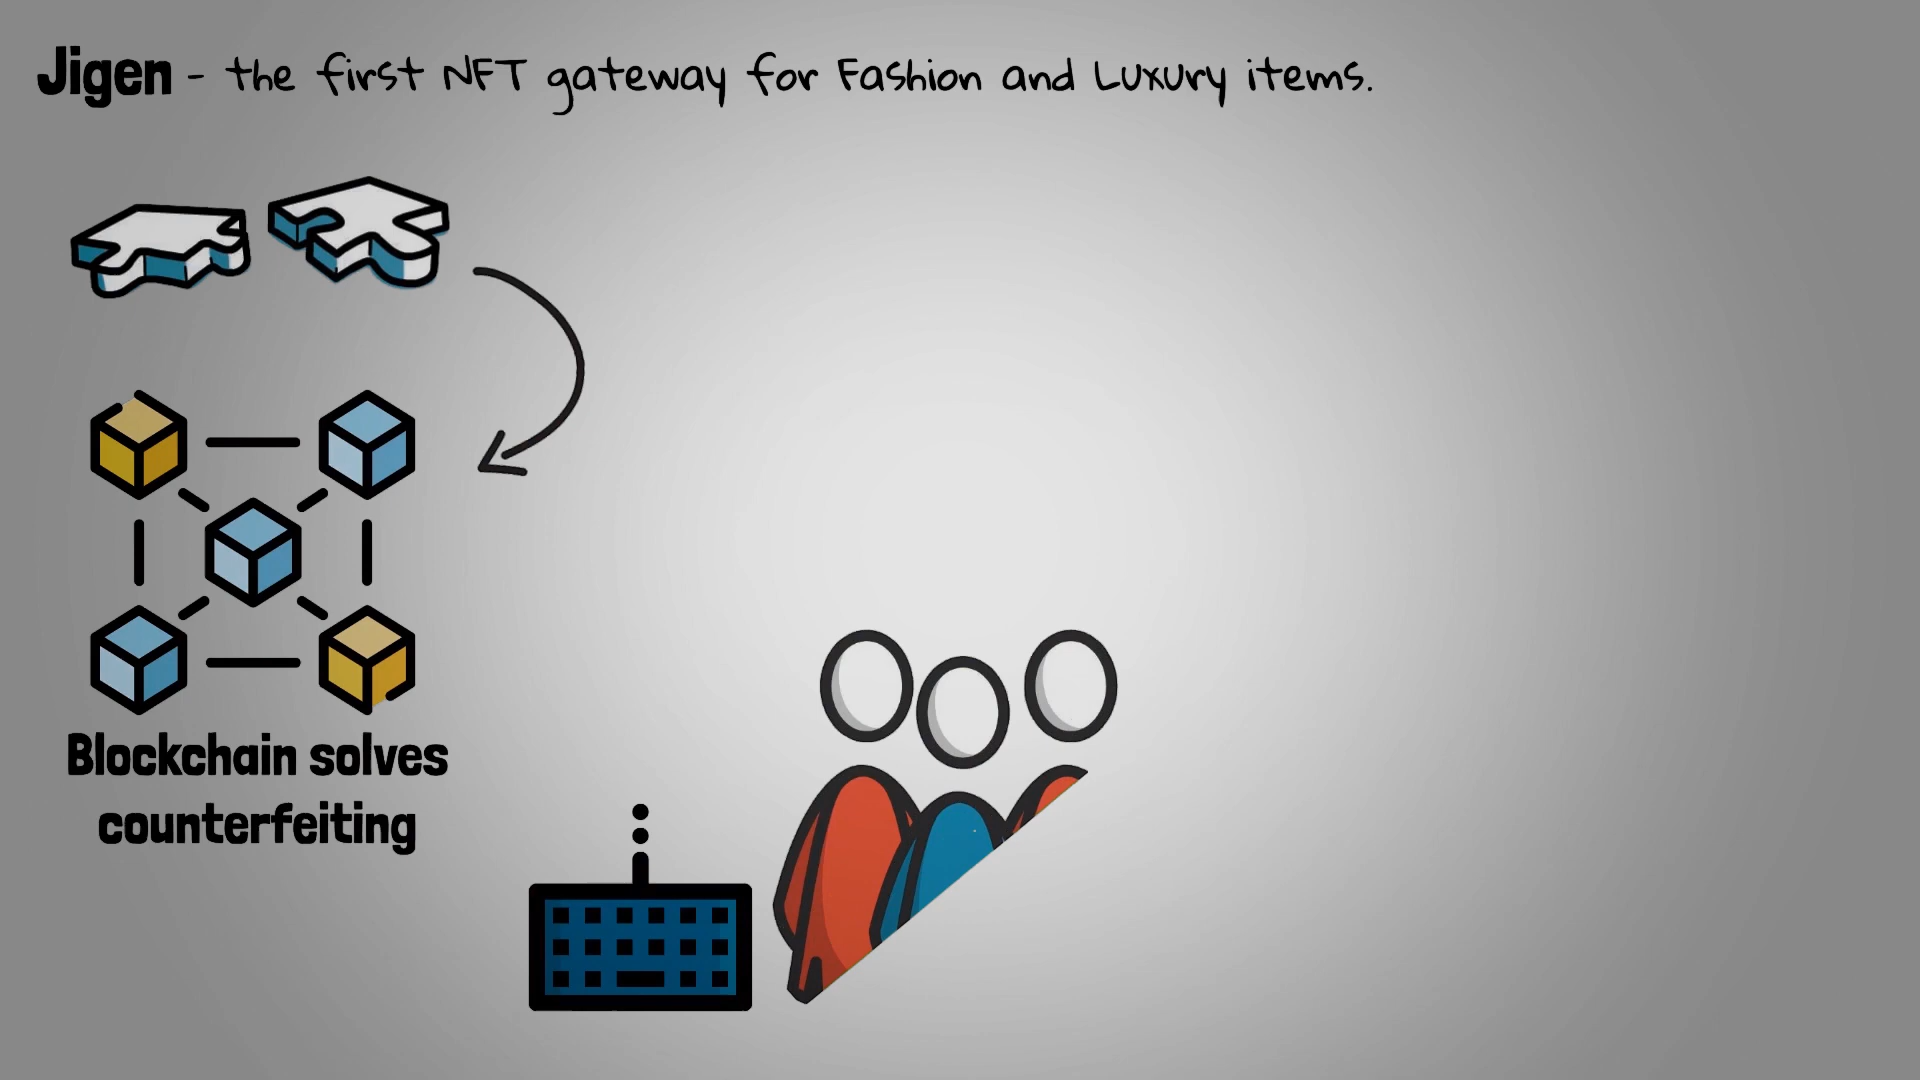 Jigen - the first NFT gateway for Fashion and Luxury items.
Blockchain solves
counterfeiting